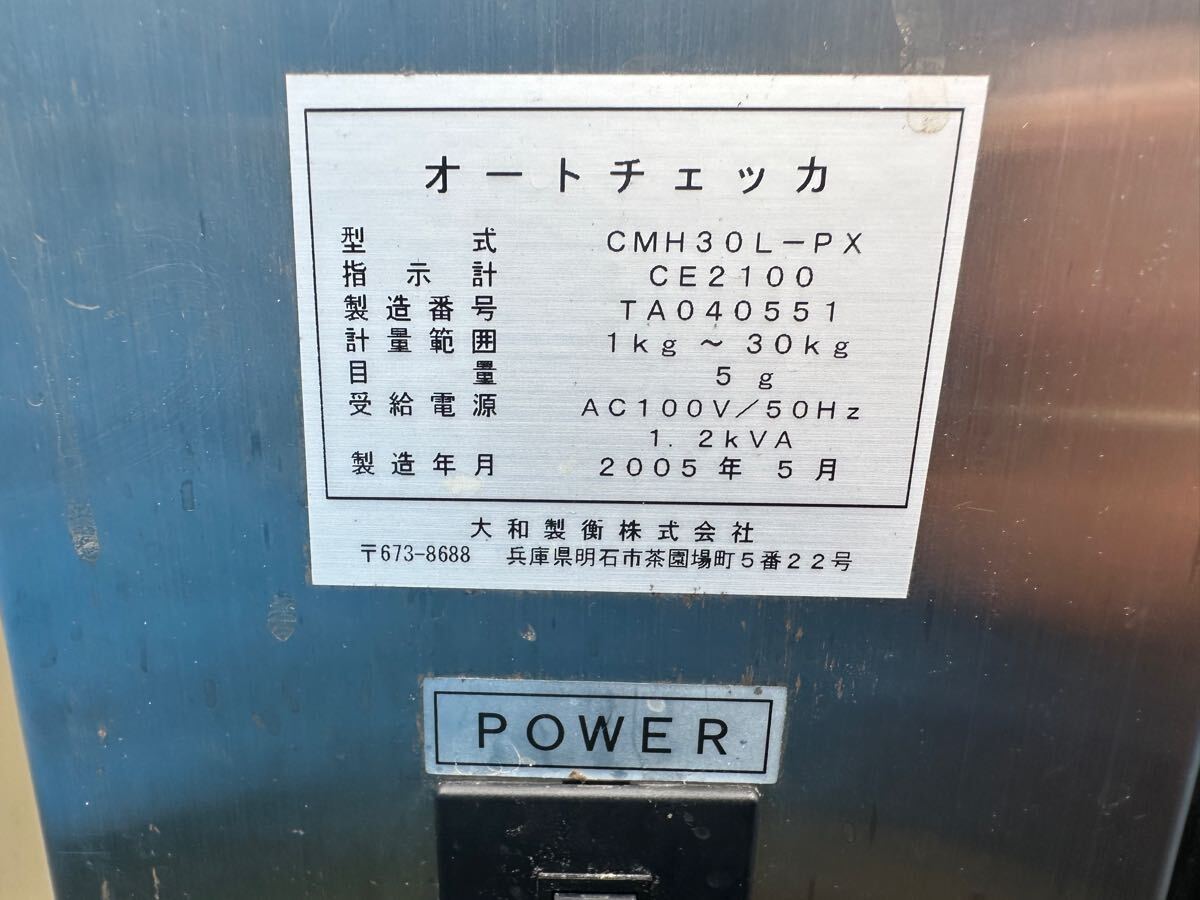 オートチェッカ
型式 CMH30L-PX
指示計 CE2100
製造番号 TA040551
計量範囲 1kg ~ 30kg
目量 5g
受給電源 AC100V/50Hz
1.2kVA
製造年月 2005年 5月
大和製衡株式会社
〒673-8688 兵庫県明石市茶園場町5番22号
POWER